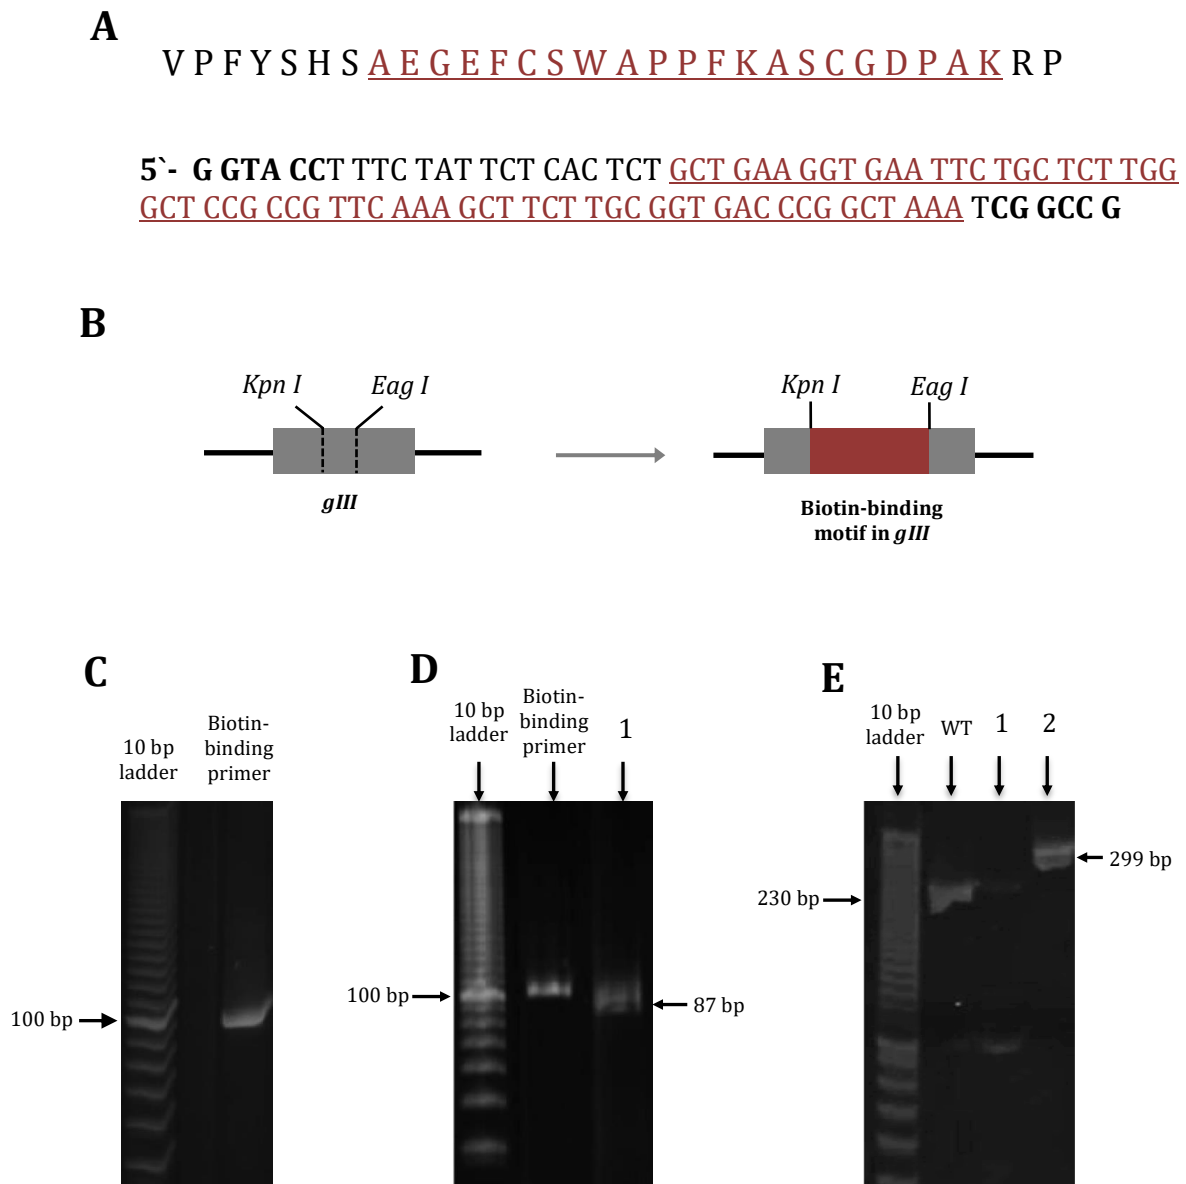 A
V P F Y S H S A E G E F C S W A P P F K A S C G D P A K R P
5`- G GTA CCT TTC TAT TCT CAC TCT GCT GAA GGT GAA TTC TGC TCT TGG
GCT CCG CCG TTC AAA GCT TCT TGC GGT GAC CCG GCT AAA TCG GCC G
B
Kpn I
Eag I
Kpn I
Eag I
gIII
Biotin-binding
motif in gIII
C
10 bp
ladder
Biotin-
binding
primer
100 bp
D
10 bp
ladder
Biotin-
binding
primer
1
100 bp
87 bp
E
10 bp
ladder
WT
1
2
230 bp
299 bp